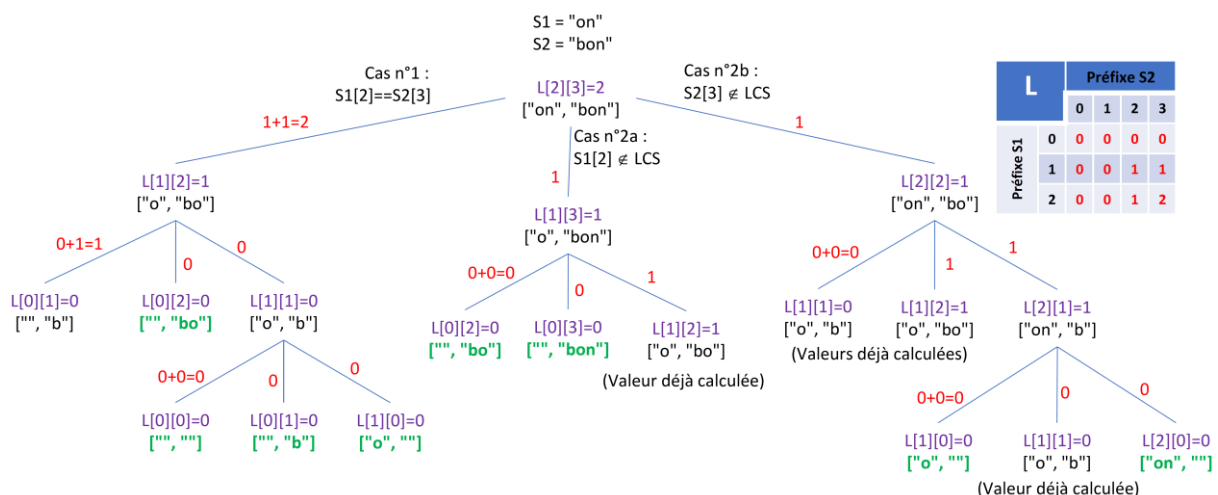 S1 = "on"
S2 = "bon"
Cas n°1 :
S1[2]==S2[3]
L[2][3]=2
["on", "bon"]
Cas n°2b :
S2[3] ∉ LCS
1+1=2
Cas n°2a :
S1[2] ∉ LCS
1
1
L
Préfixe S2
0 1 2 3
Préfixe S1
0 0 0 0 0
1 0 0 1 1
2 0 0 1 2
L[1][2]=1
["o", "bo"]
L[1][3]=1
["o", "bon"]
L[2][2]=1
["on", "bo"]
0+1=1
0
0
0+0=0
0
1
0+0=0
1
1
L[0][1]=0
["", "b"]
L[0][2]=0
["", "bo"]
L[1][1]=0
["o", "b"]
L[0][2]=0
["", "bo"]
L[0][3]=0
["", "bon"]
L[1][2]=1
["o", "bo"]
(Valeur déjà calculée)
L[1][1]=0
["o", "b"]
L[1][2]=1
["o", "bo"]
(Valeurs déjà calculées)
L[2][1]=1
["on", "b"]
0+0=0
0
0
0+0=0
0
0
L[0][0]=0
["", ""]
L[0][1]=0
["", "b"]
L[1][0]=0
["o", ""]
L[1][0]=0
["o", ""]
L[1][1]=0
["o", "b"]
(Valeur déjà calculée)
L[2][0]=0
["on", ""]